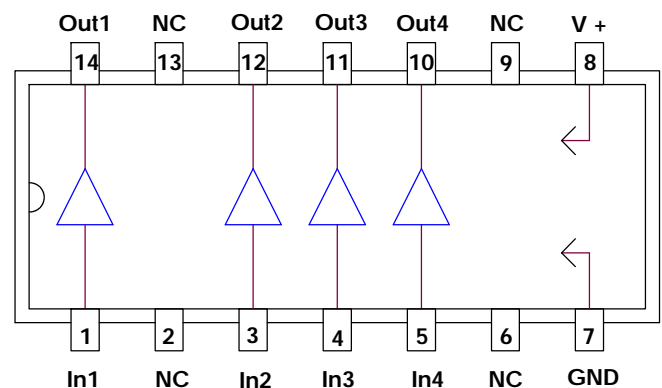 Out1 NC Out2 Out3 Out4 NC V +
14 13 12 11 10 9 8
1 2 3 4 5 6 7
In1 NC In2 In3 In4 NC GND